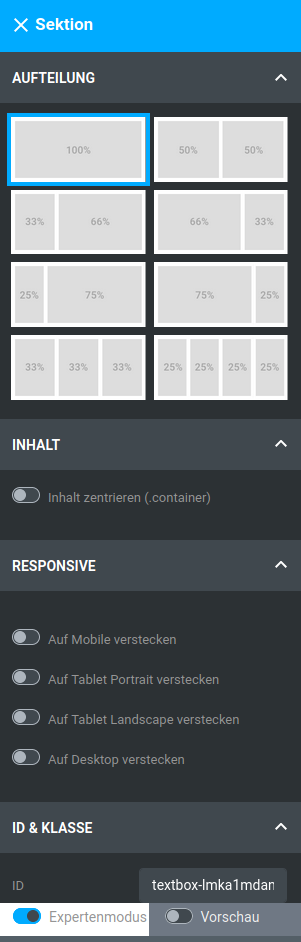 Sektion
AUFTEILUNG
100%
50% 50%
33% 66%
66% 33%
25% 75%
75% 25%
33% 33% 33%
25% 25% 25% 25%
INHALT
Inhalt zentrieren (.container)
RESPONSIVE
Auf Mobile verstecken
Auf Tablet Portrait verstecken
Auf Tablet Landscape verstecken
Auf Desktop verstecken
ID & KLASSE
ID textbox-lmka1mdan
Expertenmodus Vorschau